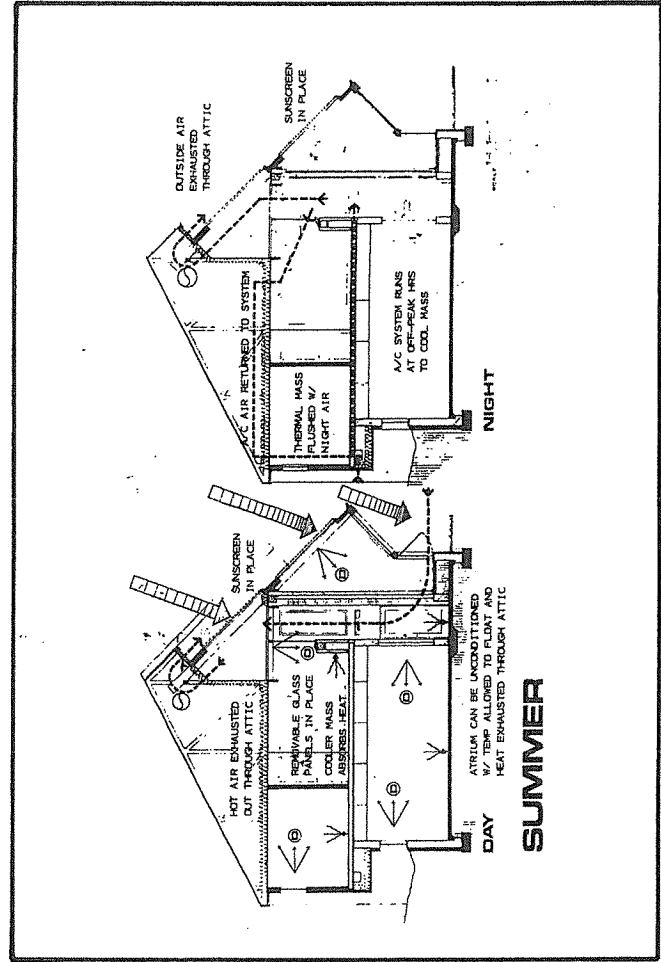 HOT AIR EXHAUSTED
OUT THROUGH ATTIC
SUNSCREEN
IN PLACE
REMOVABLE GLASS
PANELS IN PLACE
COOLER MASS
ABSORBS HEAT
ATRIUM CAN BE UNCONDITIONED
W/ TEMP ALLOWED TO FLOAT AND
HEAT EXHAUSTED THROUGH ATTIC
DAY
OUTSIDE AIR
EXHAUSTED
THROUGH ATTIC
SUNSCREEN
IN PLACE
A/C AIR RETURNED TO SYSTEM
THERMAL MASS
FLUSHED W/
NIGHT AIR
A/C SYSTEM RUNS
AT OFF-PEAK HRS
TO COOL MASS
NIGHT
SUMMER